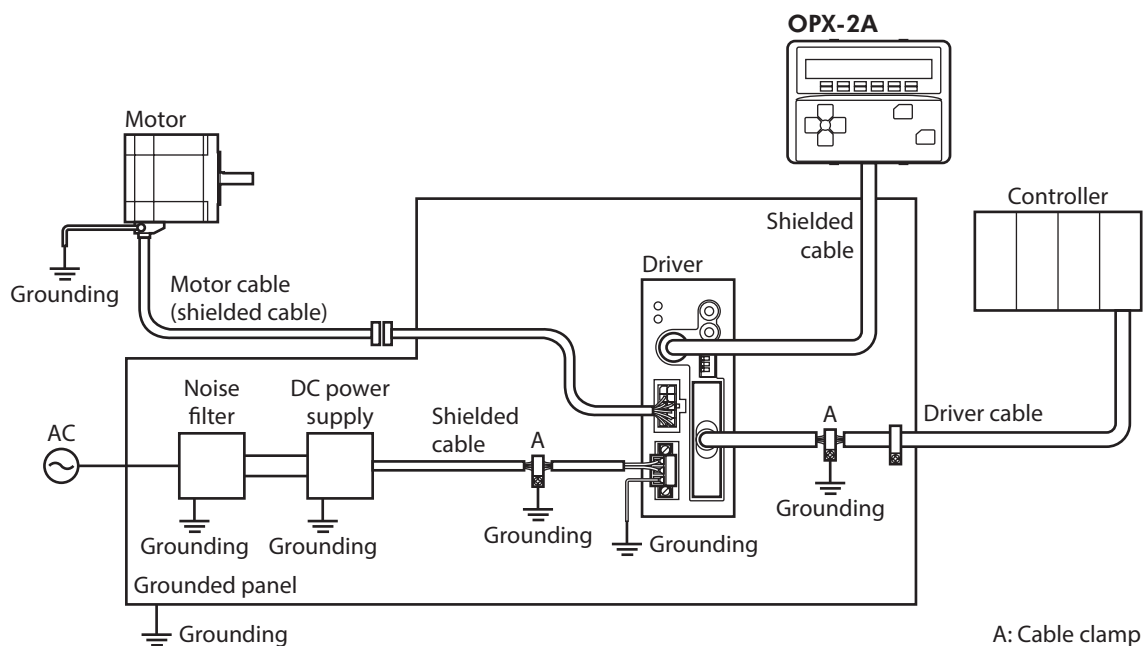 OPX-2A
Motor
Controller
Shielded
cable
Driver
Grounding
Motor cable
(shielded cable)
Noise
filter
DC power
supply
Shielded
cable
A
A
Driver cable
AC
Grounding
Grounding
Grounding
Grounding
Grounding
Grounded panel
Grounding
A: Cable clamp